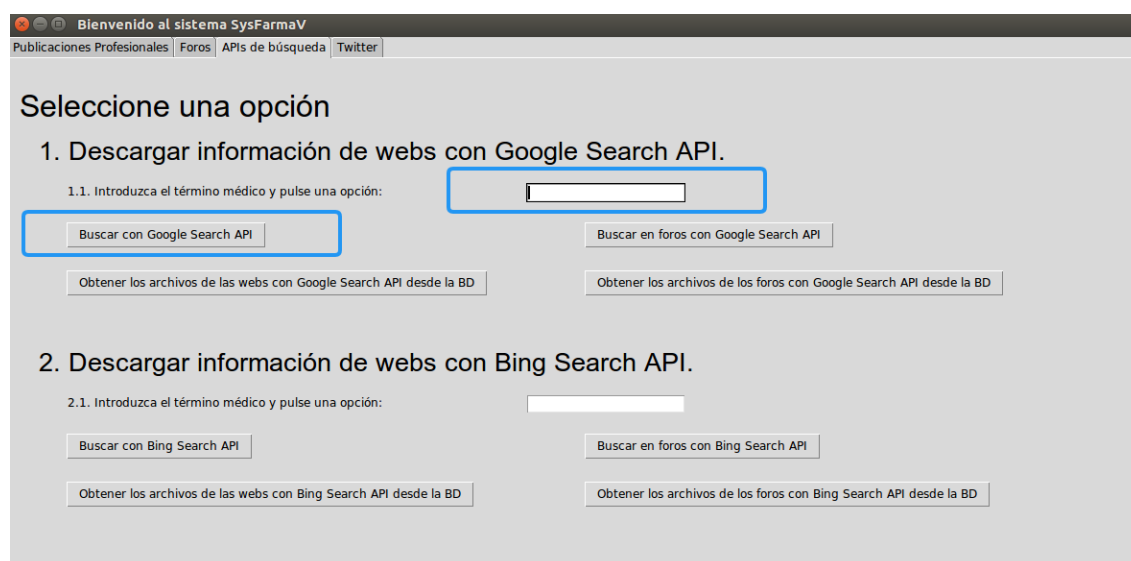 Bienvenido al sistema SysFarmaV
Publicaciones Profesionales Foros APIs de búsqueda Twitter
Seleccione una opción
1. Descargar información de webs con Google Search API.
1.1. Introduzca el término médico y pulse una opción:
Buscar con Google Search API Buscar en foros con Google Search API
Obtener los archivos de las webs con Google Search API desde la BD Obtener los archivos de los foros con Google Search API desde la BD
2. Descargar información de webs con Bing Search API.
2.1. Introduzca el término médico y pulse una opción:
Buscar con Bing Search API Buscar en foros con Bing Search API
Obtener los archivos de las webs con Bing Search API desde la BD Obtener los archivos de los foros con Bing Search API desde la BD